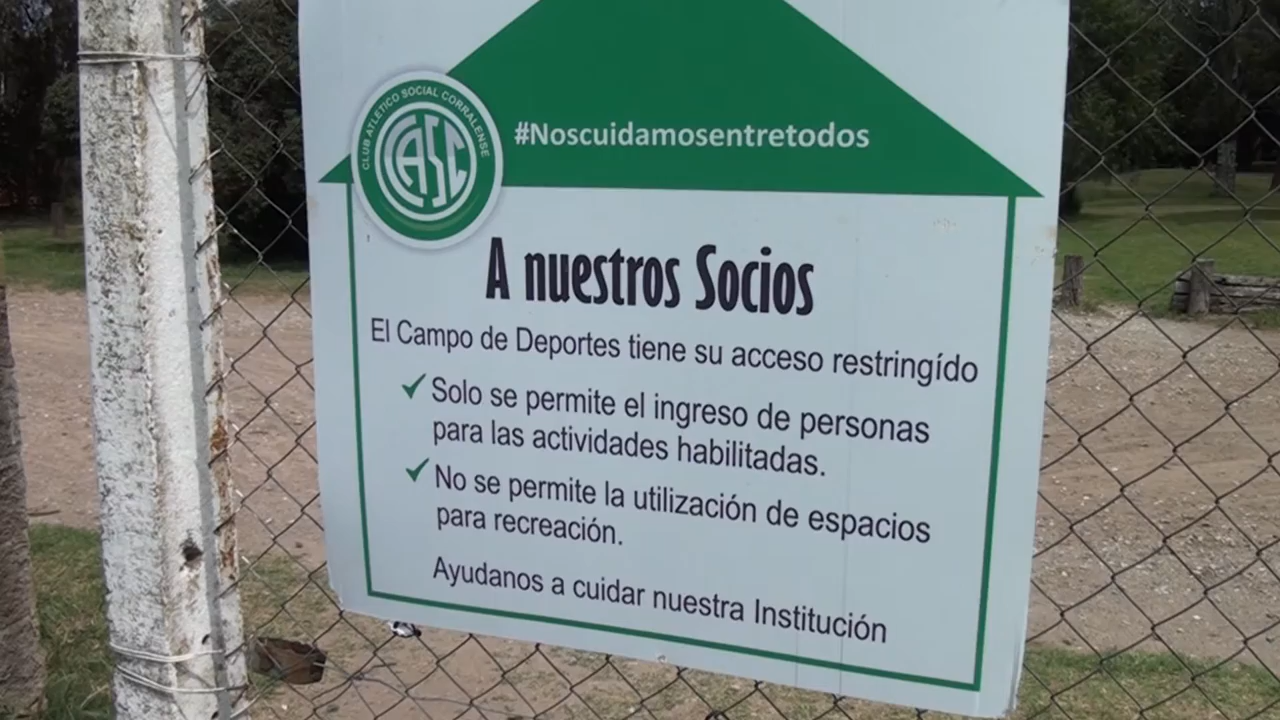 CLUB ATLETICO SOCIAL CORRALENSE
CASC
#Noscuidamosentretodos
A nuestros Socios
El Campo de Deportes tiene su acceso restringído
Solo se permite el ingreso de personas
para las actividades habilitadas.
No se permite la utilización de espacios
para recreación.
Ayudanos a cuidar nuestra Institución